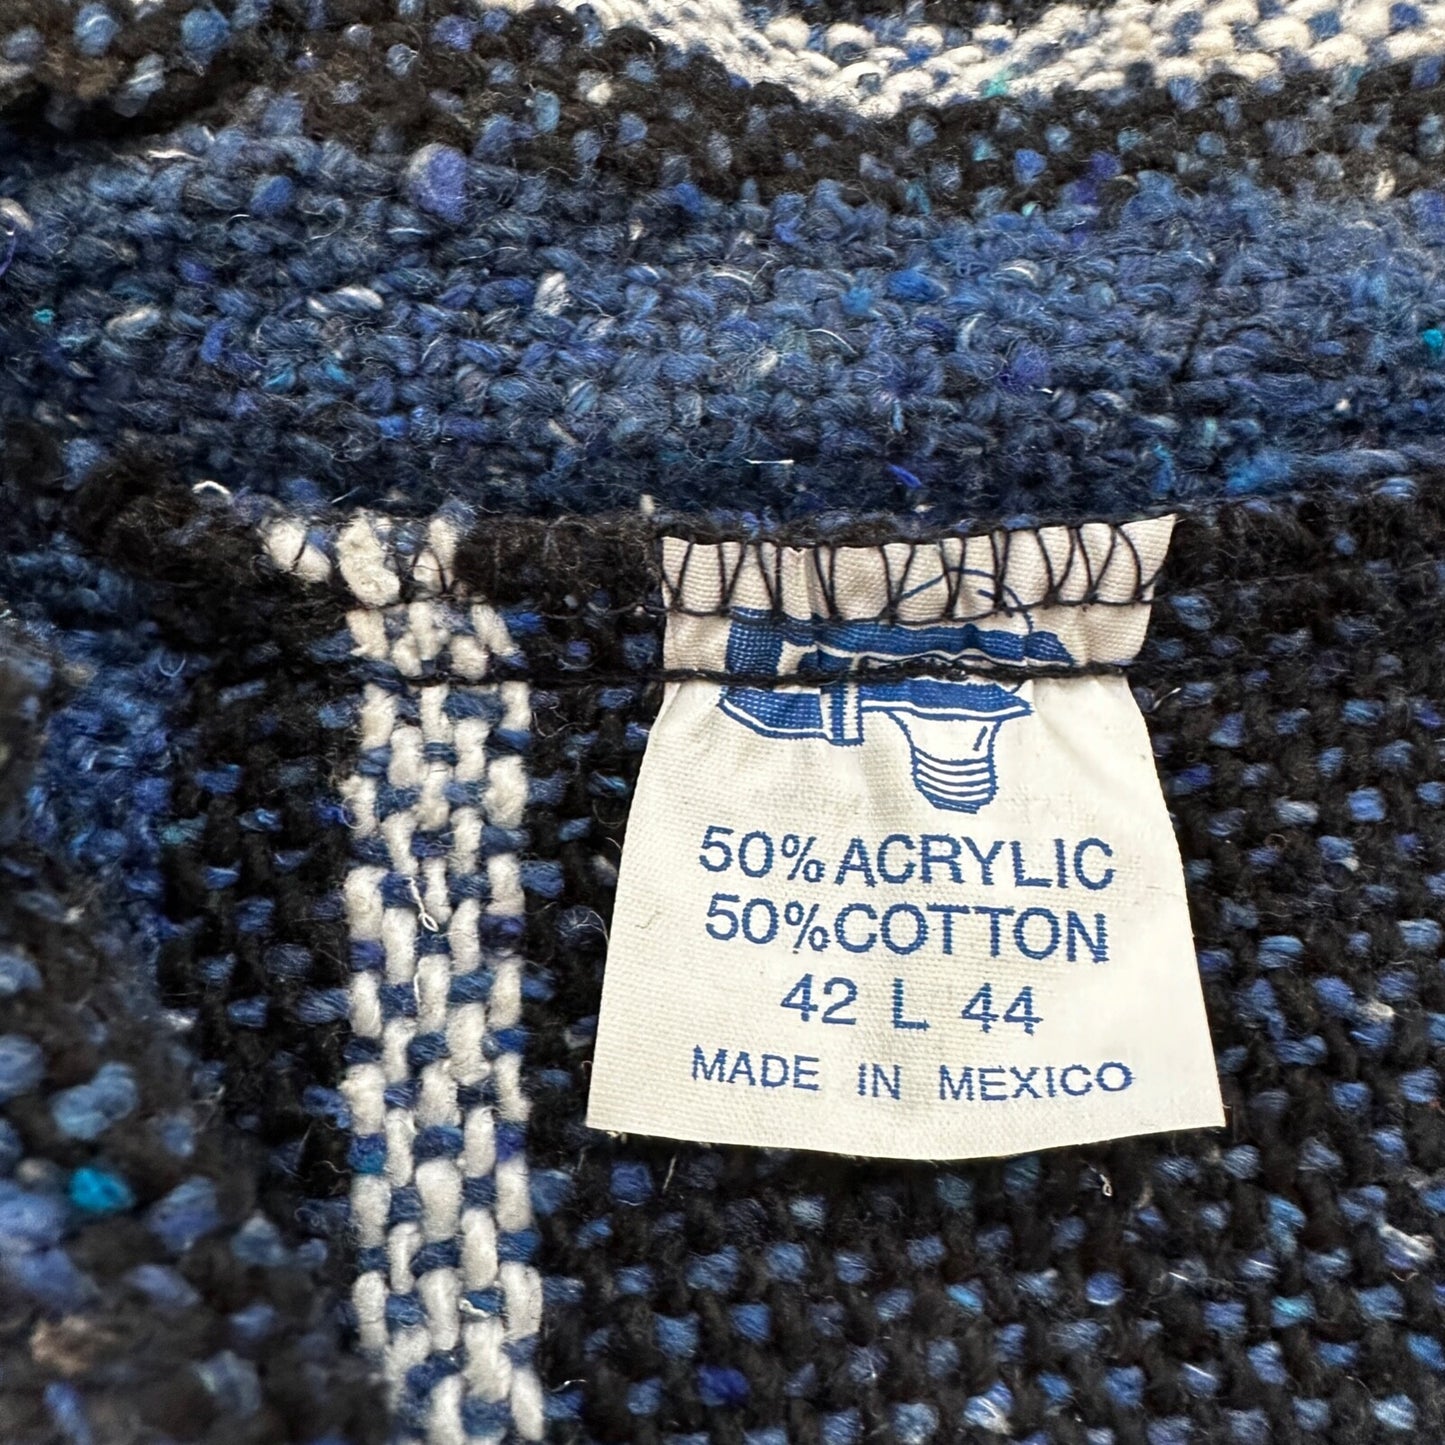 50% ACRYLIC
50% COTTON
42 L 44
MADE IN MEXICO